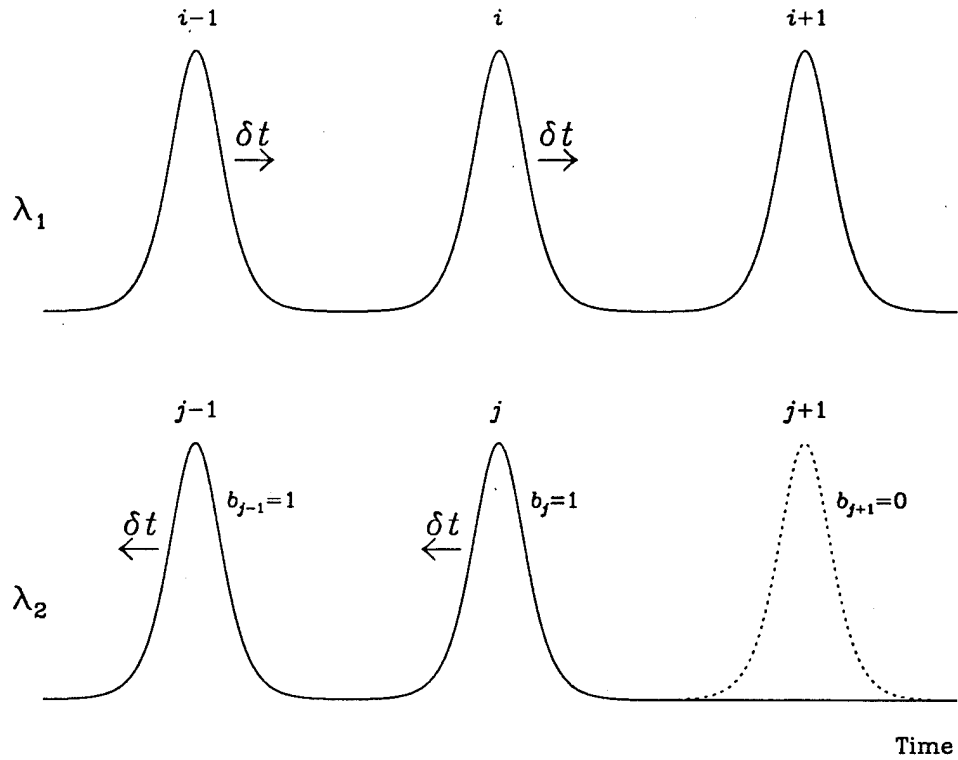 i−1 i i+1
δt δt
λ₁
j−1 j j+1
b_{j−1}=1 b_j=1 b_{j+1}=0
δt δt
λ₂
Time